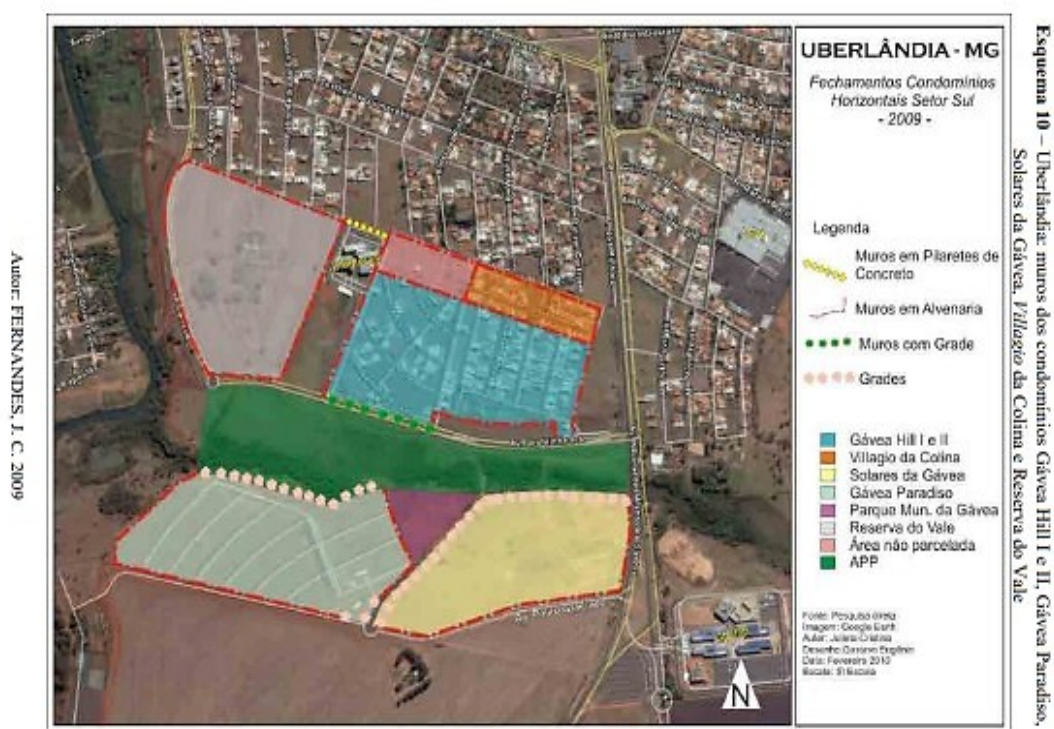 Esquema 10 – Uberlândia: muros dos condomínios Gávea Hill I e II, Gávea Paradiso,
Solares da Gávea, Villagio da Colina e Reserva do Vale
UBERLÂNDIA - MG
Fechamentos Condomínios
Horizontais Setor Sul
- 2009 -
Legenda
Muros em Pilaretes de
Concreto
Muros em Alvenaria
Muros com Grade
Grades
Gávea Hill I e II
Villagio da Colina
Solares da Gávea
Gávea Paradiso
Parque Mun. da Gávea
Reserva do Vale
Área não parcelada
APP
Fonte: Pesquisa direta
Imagem: Google Earth
Autor: Juliana Cristina
Desenho: Eugênio
Data: Fevereiro 2010
Escala: S/ Escala
N
Autor: FERNANDES, J. C. 2009